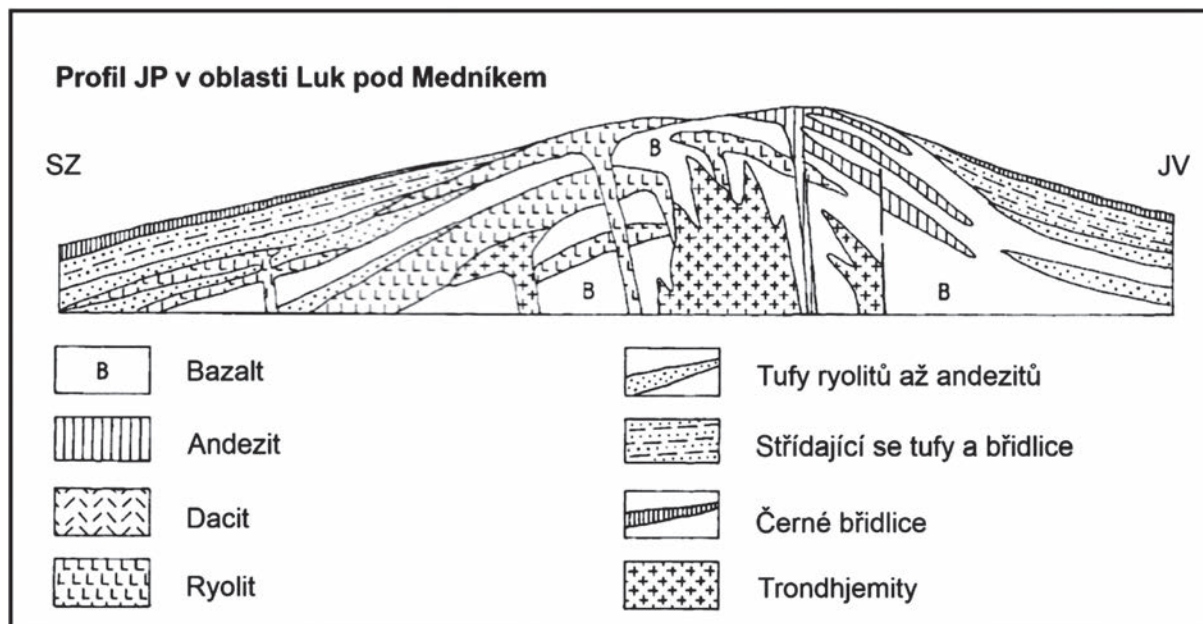 Profil JP v oblasti Luk pod Medníkem
SZ
JV
B
B
B
B
Bazalt
Andezit
Dacit
Ryolit
Tufy ryolitů až andezitů
Střídající se tufy a břidlice
Černé břidlice
Trondhjemity